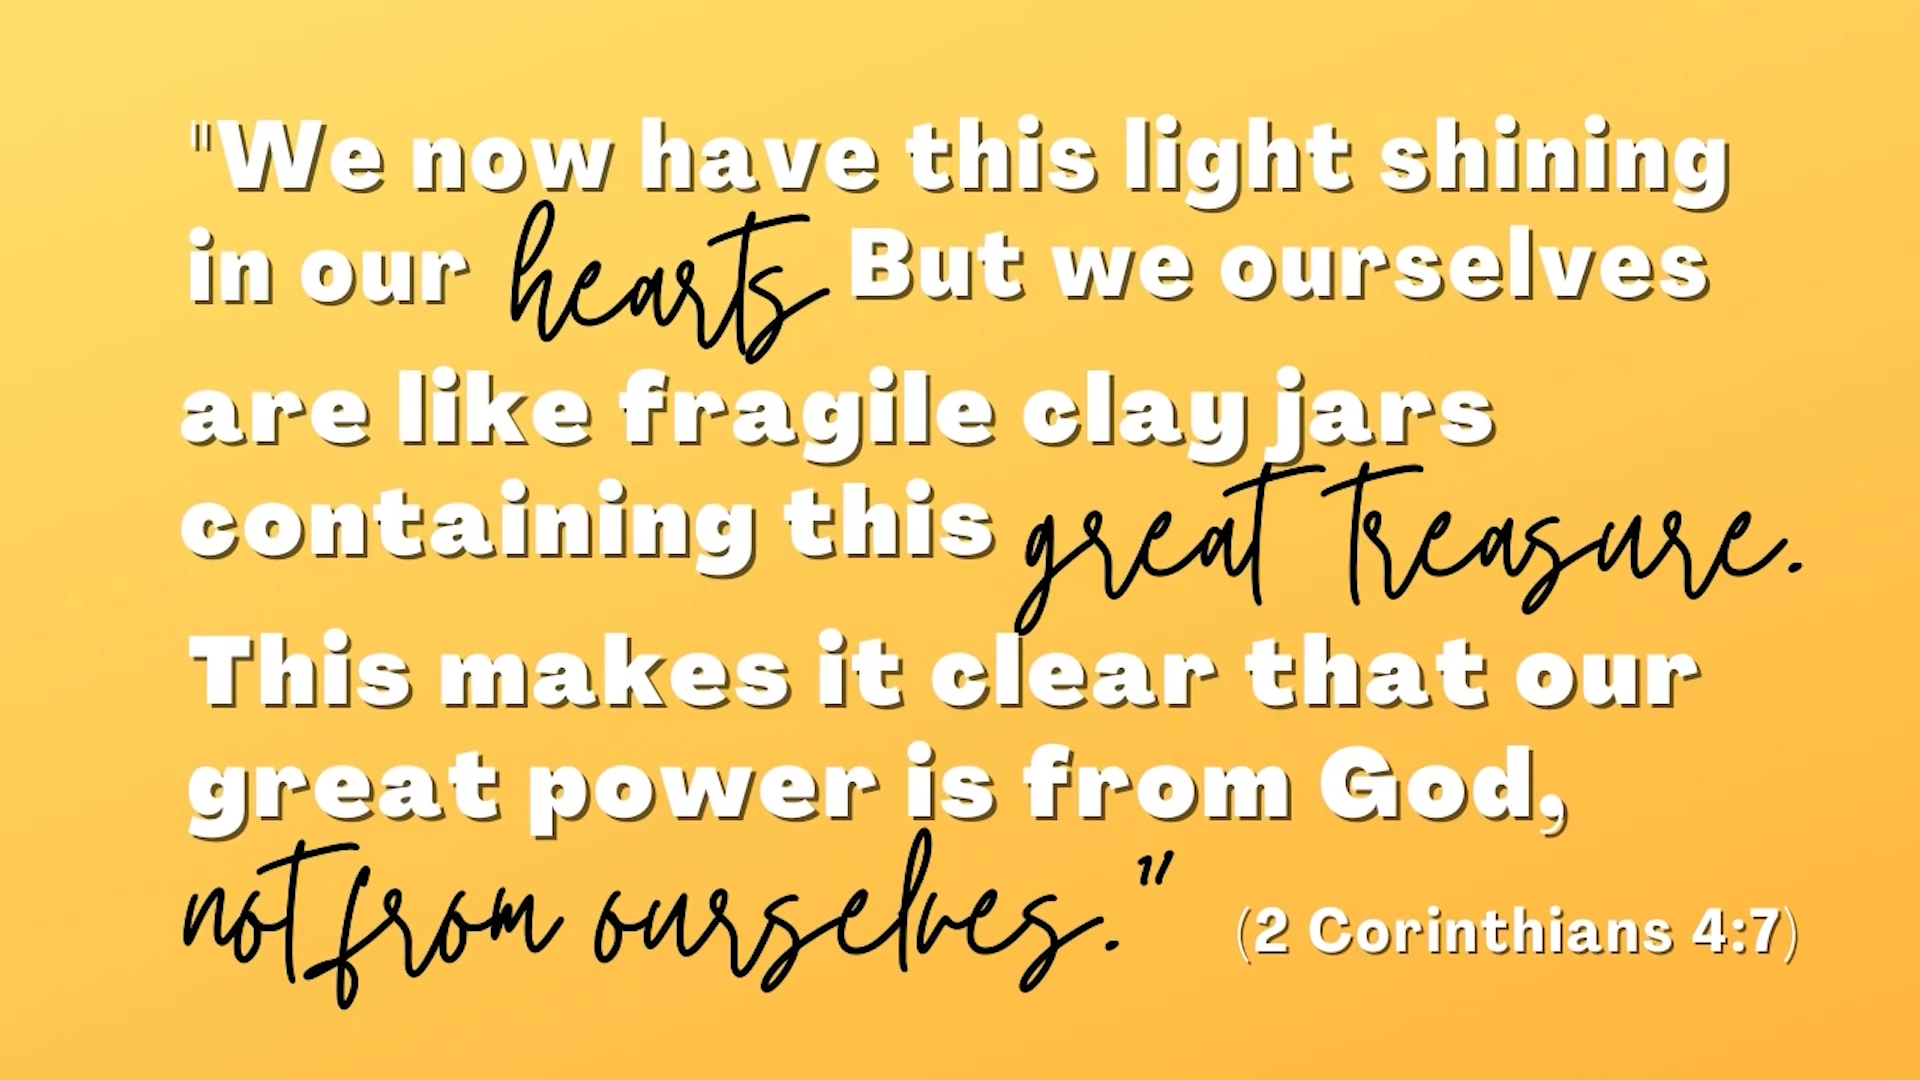 "We now have this light shining
in our hearts But we ourselves
are like fragile clay jars
containing this great treasure.
This makes it clear that our
great power is from God,
not from ourselves." (2 Corinthians 4:7)